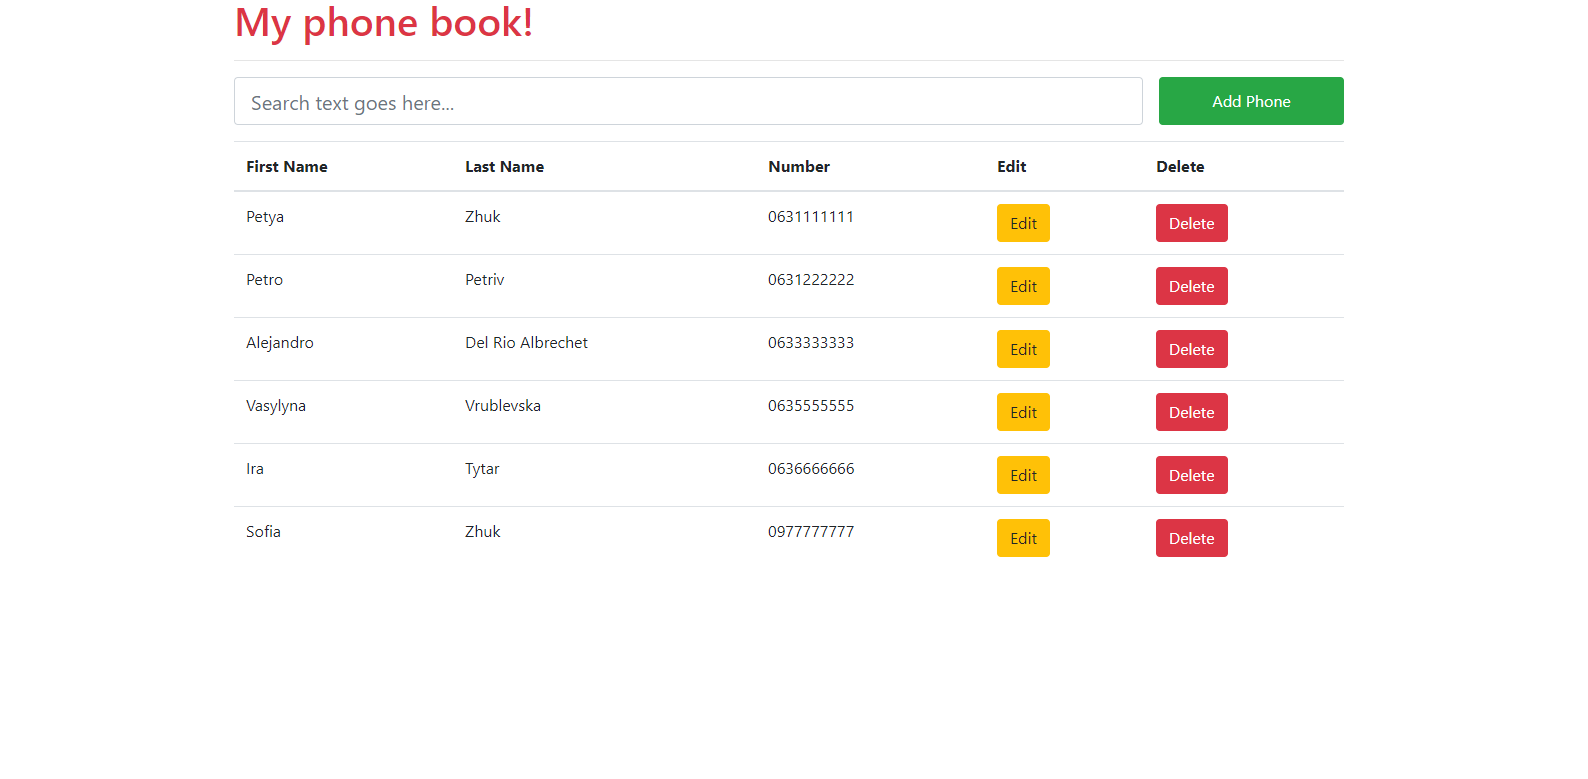 My phone book!
Search text goes here...
Add Phone
First Name Last Name Number Edit Delete
Petya Zhuk 0631111111 Edit Delete
Petro Petriv 0631222222 Edit Delete
Alejandro Del Rio Albrechet 0633333333 Edit Delete
Vasylyna Vrublevska 0635555555 Edit Delete
Ira Tytar 0636666666 Edit Delete
Sofia Zhuk 0977777777 Edit Delete